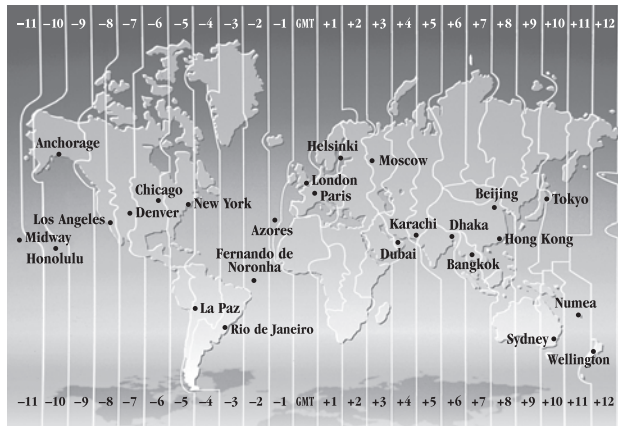 −11 −10 −9 −8 −7 −6 −5 −4 −3 −2 −1 GMT +1 +2 +3 +4 +5 +6 +7 +8 +9 +10 +11 +12
Anchorage
Helsinki
Moscow
London
Paris
Chicago
New York
Denver
Los Angeles
Beijing
Tokyo
Azores
Karachi
Dhaka
Midway
Honolulu
Hong Kong
Dubai
Bangkok
Fernando de
Noronha
La Paz
Rio de Janeiro
Numea
Sydney
Wellington
−11 −10 −9 −8 −7 −6 −5 −4 −3 −2 −1 GMT +1 +2 +3 +4 +5 +6 +7 +8 +9 +10 +11 +12